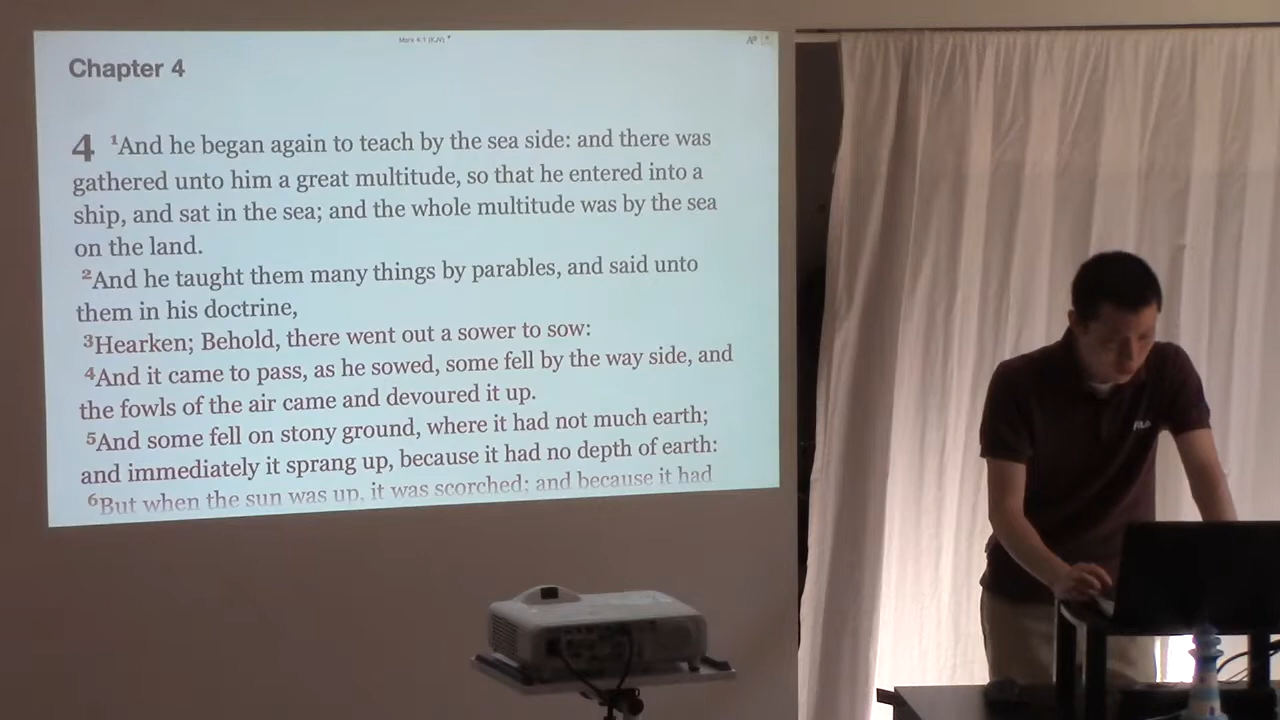 Mark 4:1 (KJV)
Chapter 4
4 ¹And he began again to teach by the sea side: and there was
gathered unto him a great multitude, so that he entered into a
ship, and sat in the sea; and the whole multitude was by the sea
on the land.
²And he taught them many things by parables, and said unto
them in his doctrine,
³Hearken; Behold, there went out a sower to sow:
⁴And it came to pass, as he sowed, some fell by the way side, and
the fowls of the air came and devoured it up.
⁵And some fell on stony ground, where it had not much earth;
and immediately it sprang up, because it had no depth of earth:
⁶But when the sun was up, it was scorched; and because it had
FILA